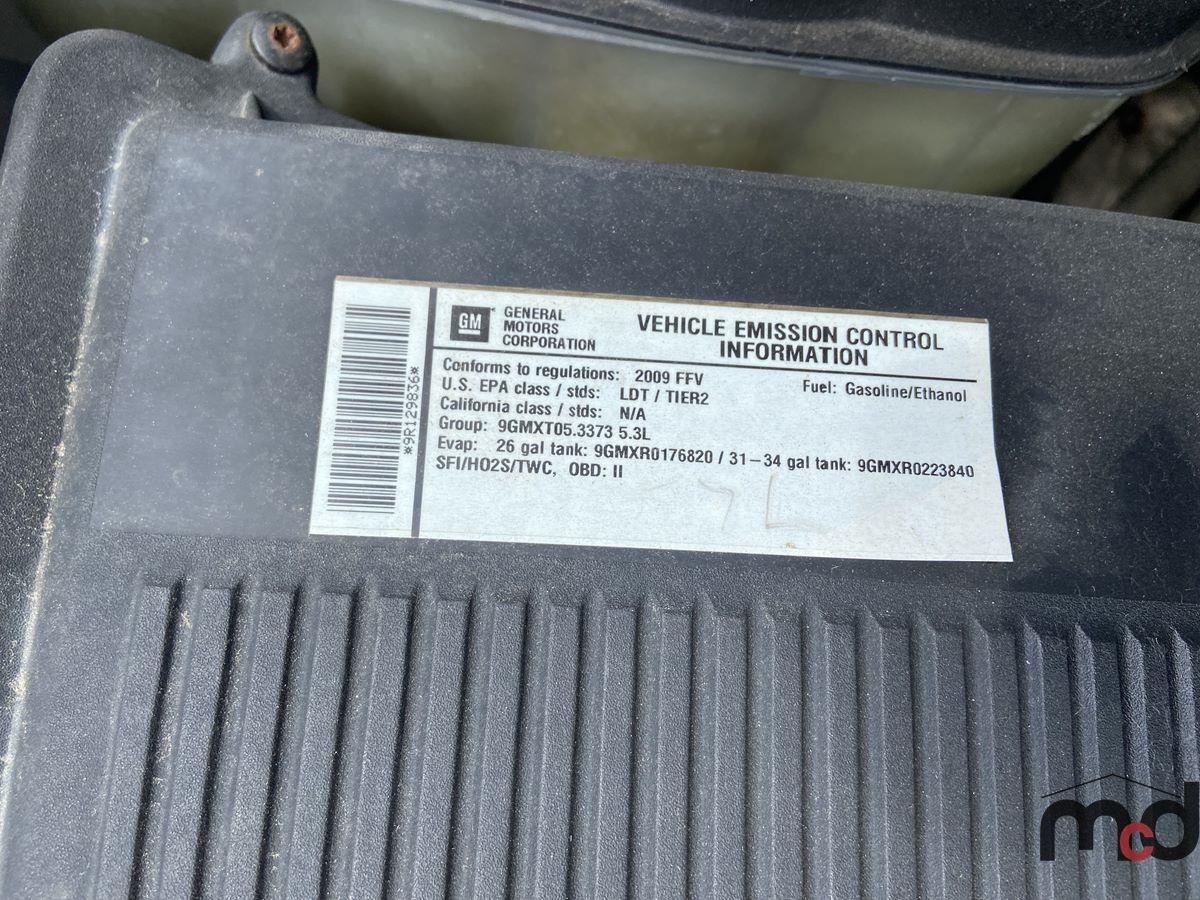 GM
GENERAL
MOTORS
CORPORATION
VEHICLE EMISSION CONTROL
INFORMATION
Conforms to regulations: 2009 FFV
Fuel: Gasoline/Ethanol
U.S. EPA class / stds: LDT / TIER2
California class / stds: N/A
Group: 9GMXT05.3373 5.3L
Evap: 26 gal tank: 9GMXR0176820 / 31-34 gal tank: 9GMXR0223840
SFI/HO2S/TWC, OBD: II
*9R129836*
mcd